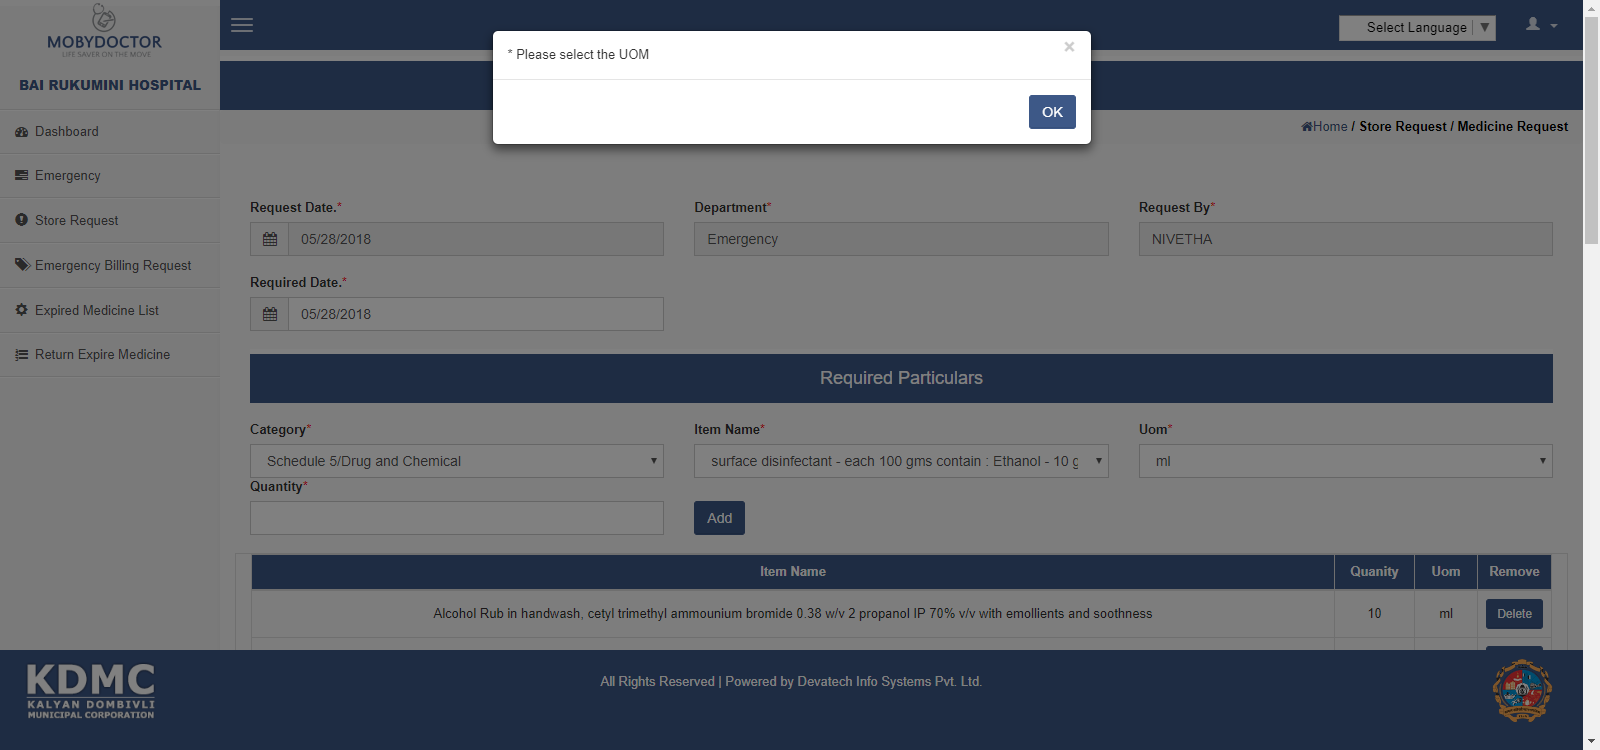 MOBYDOCTOR
LIFE SAVER ON THE MOVE
BAI RUKUMINI HOSPITAL
Dashboard
Emergency
Store Request
Emergency Billing Request
Expired Medicine List
Return Expire Medicine
Select Language ▼
* Please select the UOM
×
OK
Home / Store Request / Medicine Request
Request Date.*
Department*
Request By*
05/28/2018
Emergency
NIVETHA
Required Date.*
05/28/2018
Required Particulars
Category*
Item Name*
Uom*
Schedule 5/Drug and Chemical
surface disinfectant - each 100 gms contain : Ethanol - 10 g
ml
Quantity*
Add
Item Name Quanity Uom Remove
Alcohol Rub in handwash, cetyl trimethyl ammounium bromide 0.38 w/v 2 propanol IP 70% v/v with emollients and soothness 10 ml Delete
KDMC
KALYAN DOMBIVLI
MUNICIPAL CORPORATION
All Rights Reserved | Powered by Devatech Info Systems Pvt. Ltd.